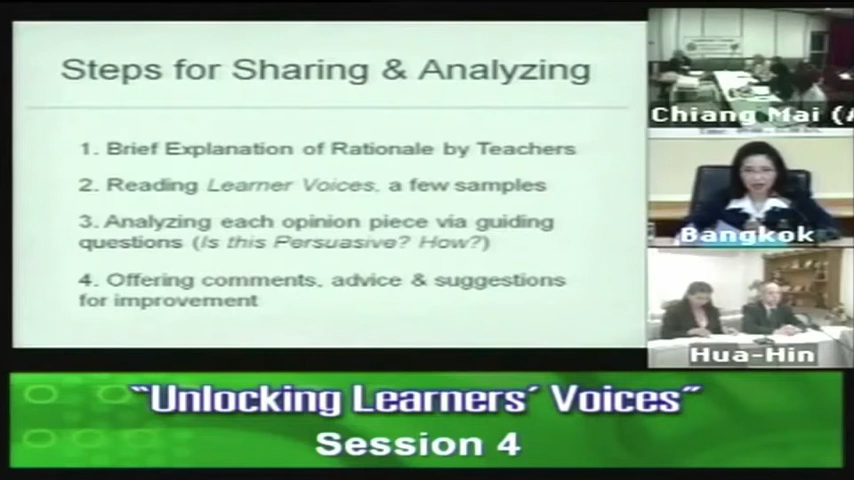 Steps for Sharing & Analyzing
1. Brief Explanation of Rationale by Teachers
2. Reading Learner Voices, a few samples
3. Analyzing each opinion piece via guiding
questions (Is this Persuasive? How?)
4. Offering comments, advice & suggestions
for improvement
Chiang Mai (A
Bangkok
Hua-Hin
"Unlocking Learners´ Voices"
Session 4